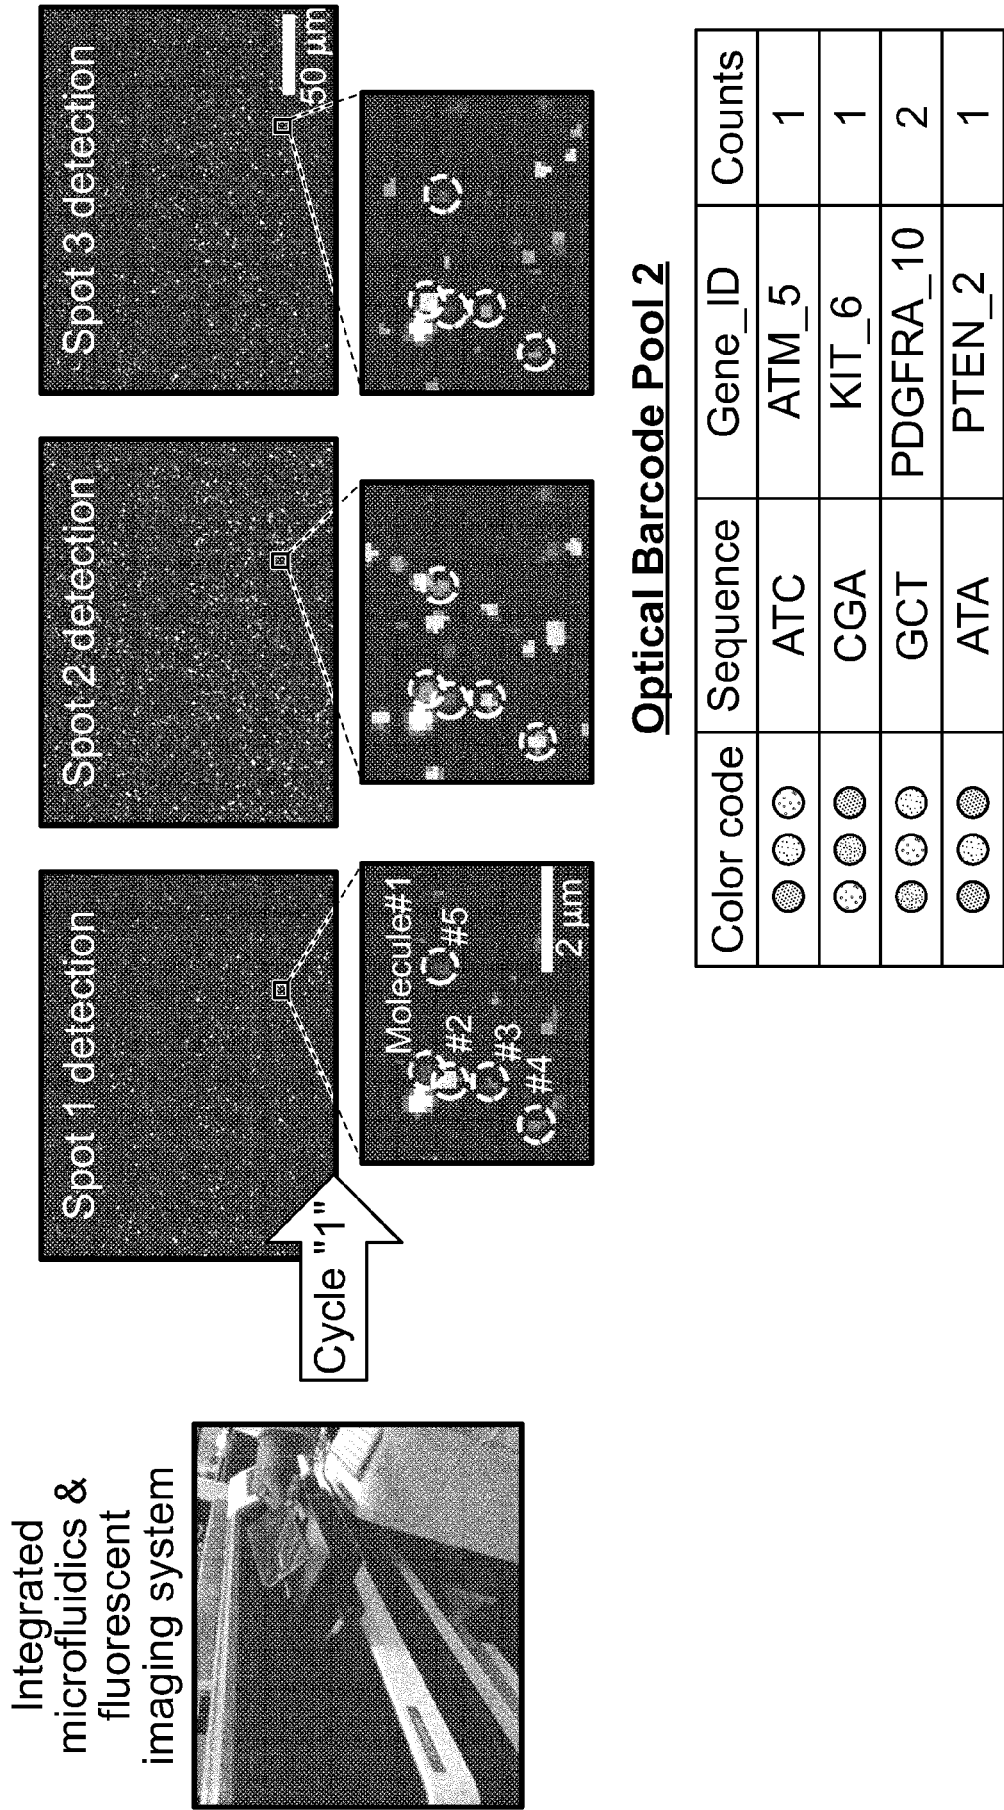 Integrated
microfluidics &
fluorescent
imaging system
Cycle "1"
Spot 1 detection
Spot 2 detection
Spot 3 detection
50 µm
Molecule#1
#2
#3
#4
#5
2 µm
Optical Barcode Pool 2
Color code Sequence Gene_ID Counts
ATC ATM_5 1
CGA KIT_6 1
GCT PDGFRA_10 2
ATA PTEN_2 1